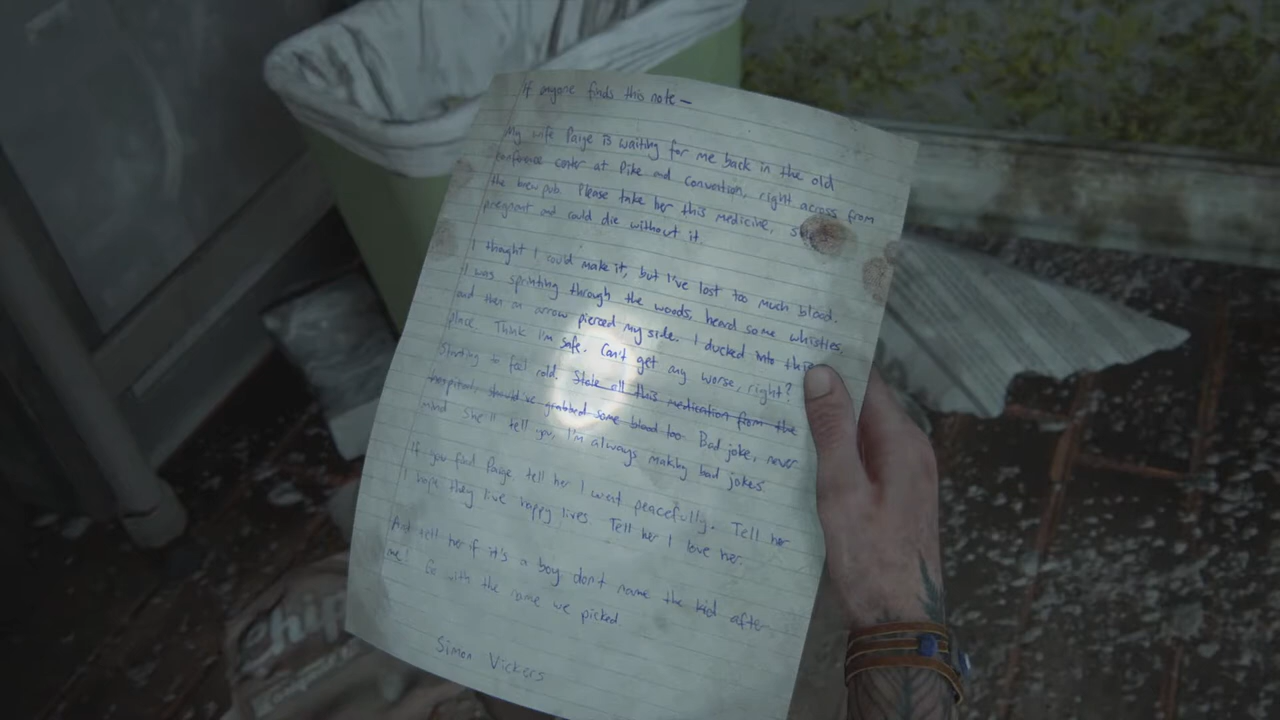 If anyone finds this note —
My wife Paige is waiting for me back in the old
conference center at Pike and Convention, right across from
the brewpub. Please take her this medicine, she
pregnant and could die without it.
I thought I could make it, but I've lost too much blood.
I was sprinting through the woods, heard some whistles,
and then an arrow pierced my side. I ducked into this
place. Think I'm safe. Can't get any worse, right?
Starting to feel cold. Stole all this medication from the
hospital, should've grabbed some blood too. Bad joke, never
mind. She'll tell you, I'm always making bad jokes.
If you find Paige, tell her I went peacefully. Tell her
I hope they live happy lives. Tell her I love her.
And tell her if it's a boy don't name the kid after
me! Go with the name we picked
Simon Vickers